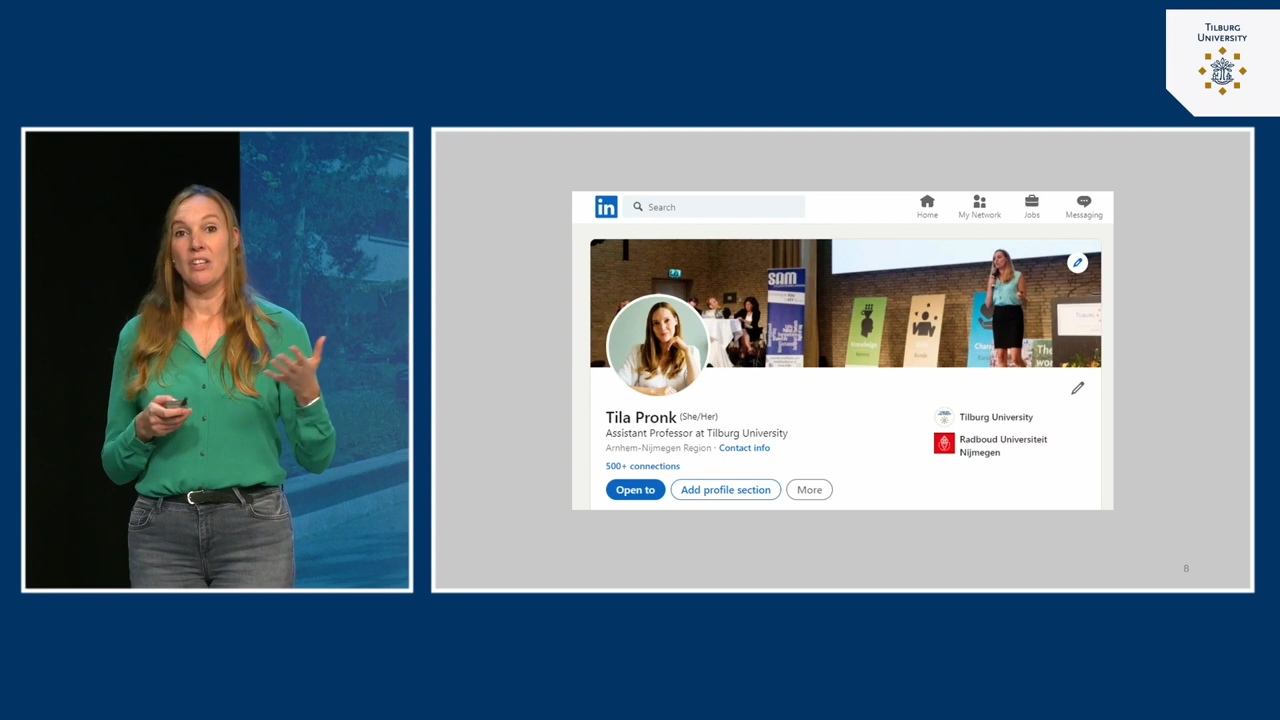 TILBURG
UNIVERSITY
in
Search
Home
My Network
Jobs
Messaging
sam
Tila Pronk (She/Her)
Assistant Professor at Tilburg University
Arnhem-Nijmegen Region · Contact info
500+ connections
Open to
Add profile section
More
Tilburg University
Radboud Universiteit
Nijmegen
8